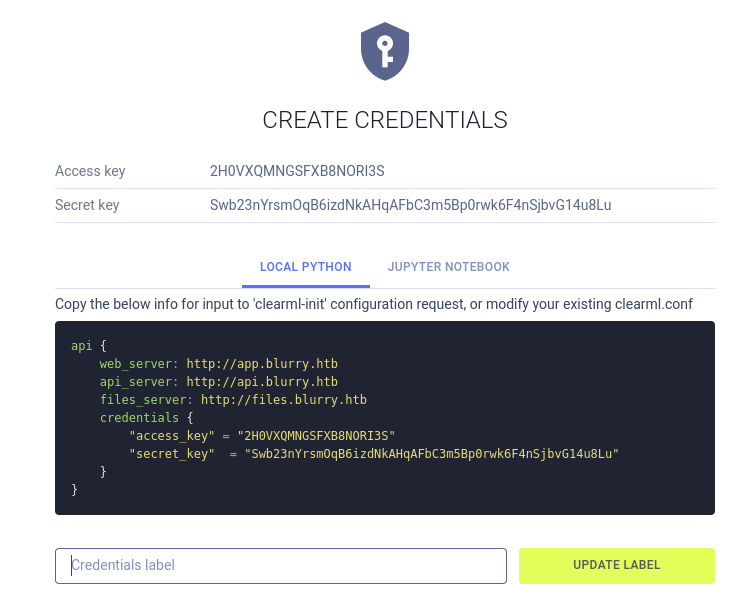 CREATE CREDENTIALS
Access key 2H0VXQMNGSFXB8NORI3S
Secret key Swb23nYrsmOqB6izdNkAHqAFbC3m5Bp0rwk6F4nSjbvG14u8Lu
LOCAL PYTHON JUPYTER NOTEBOOK
Copy the below info for input to 'clearml-init' configuration request, or modify your existing clearml.conf
api {
    web_server: http://app.blurry.htb
    api_server: http://api.blurry.htb
    files_server: http://files.blurry.htb
    credentials {
        "access_key" = "2H0VXQMNGSFXB8NORI3S"
        "secret_key"  = "Swb23nYrsmOqB6izdNkAHqAFbC3m5Bp0rwk6F4nSjbvG14u8Lu"
    }
}
Credentials label UPDATE LABEL